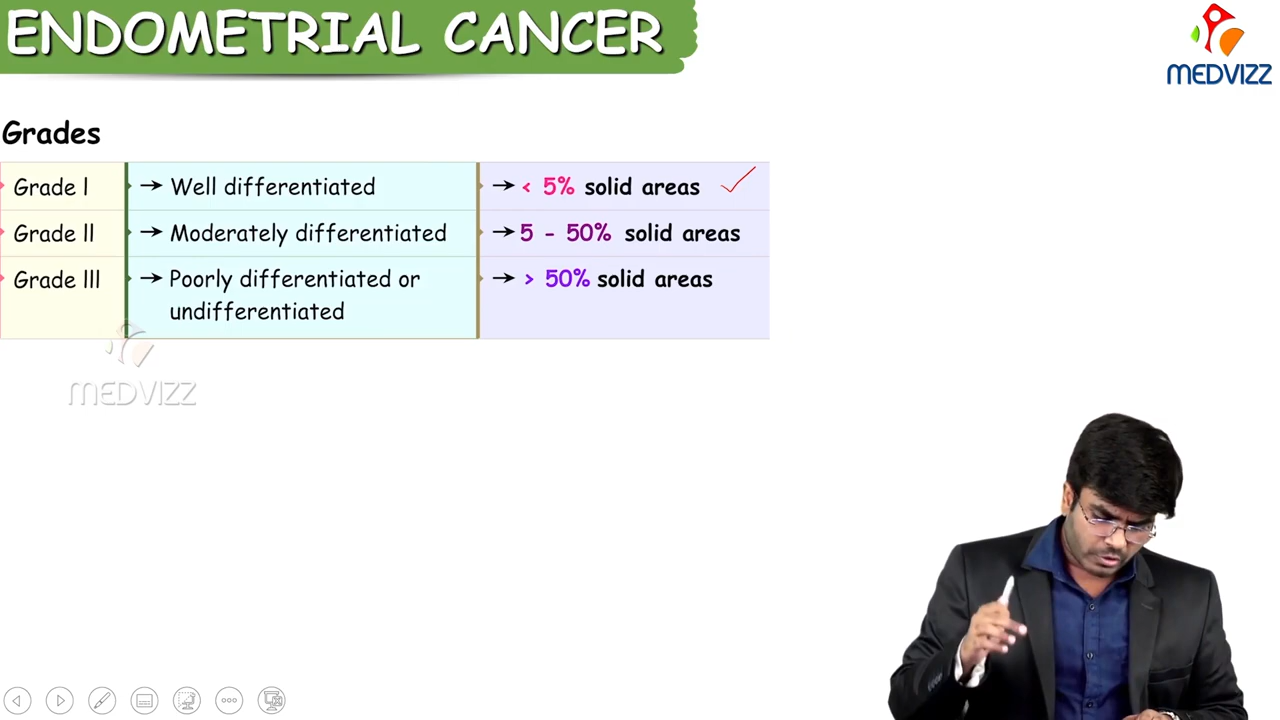 ENDOMETRIAL CANCER
MEDVIZZ
Grades
Grade I → Well differentiated → < 5% solid areas
Grade II → Moderately differentiated → 5 - 50% solid areas
Grade III → Poorly differentiated or → > 50% solid areas
undifferentiated
MEDVIZZ